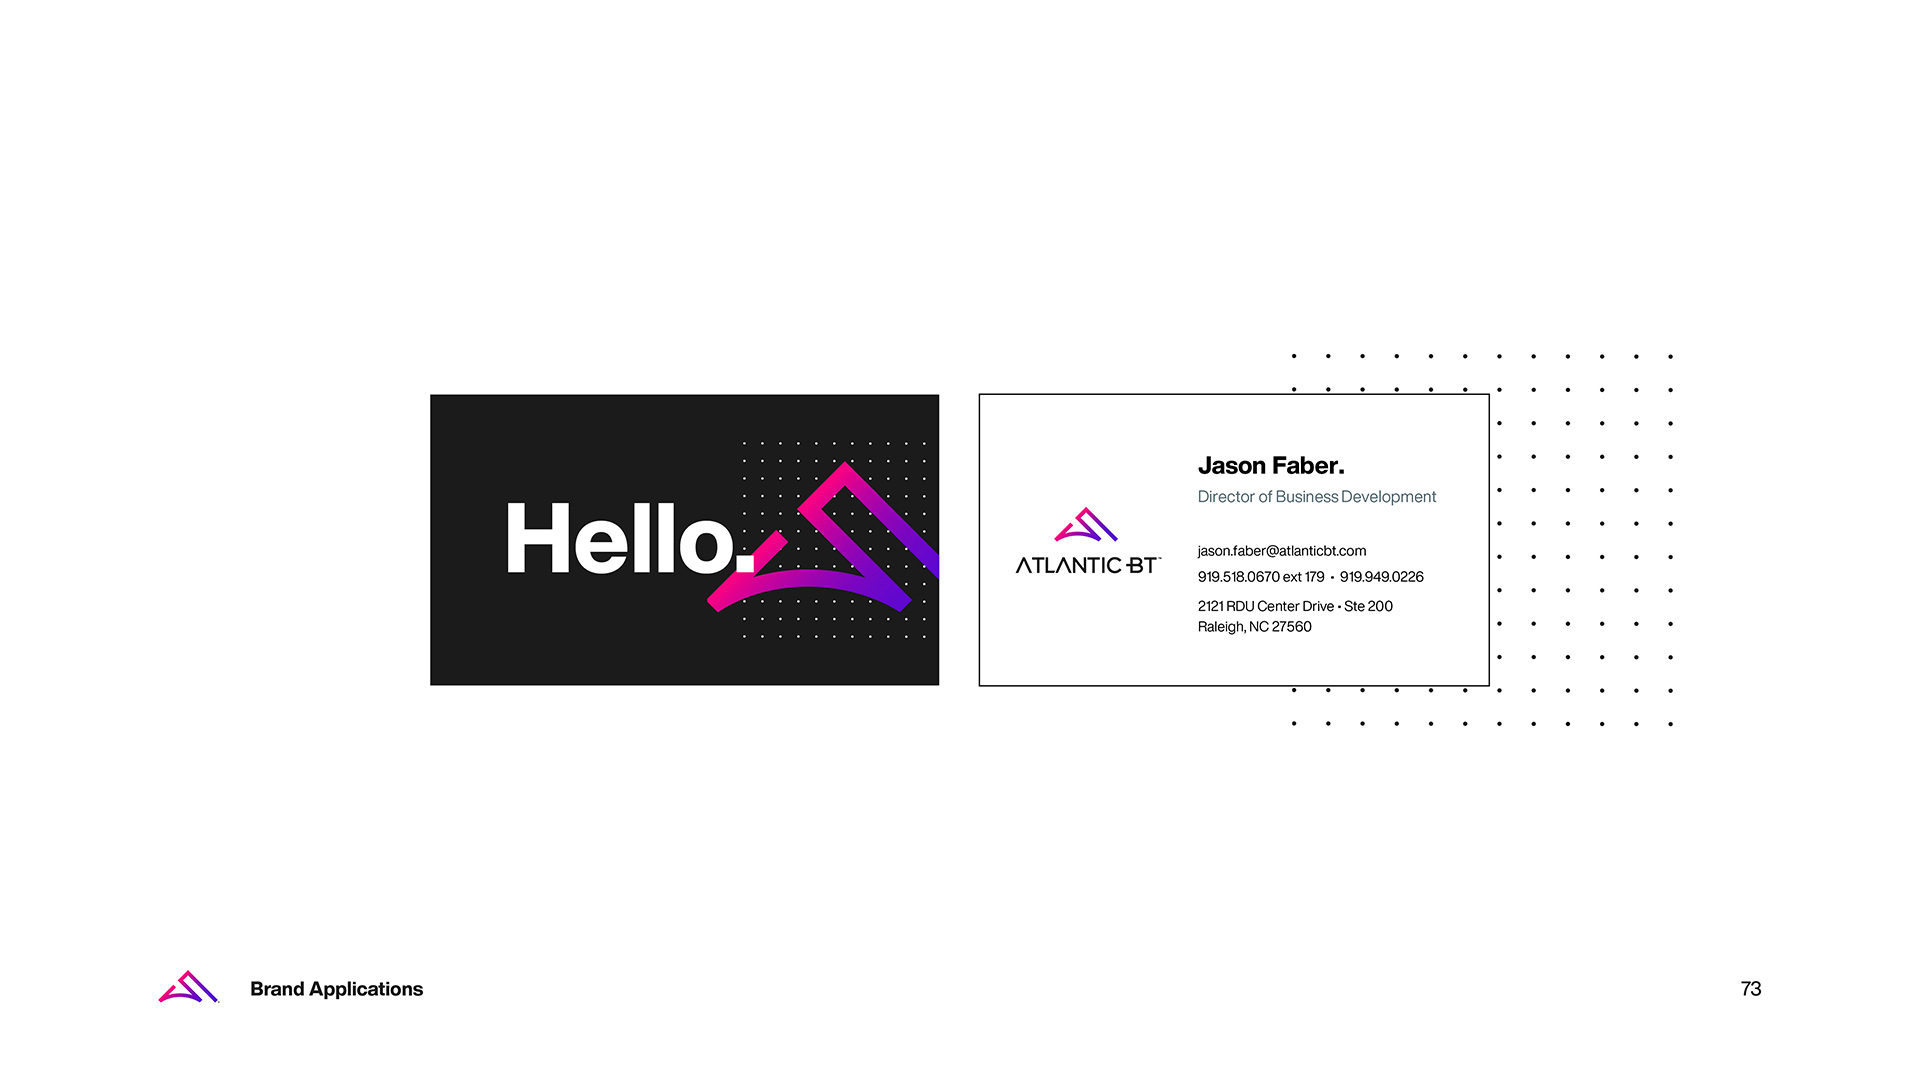 Hello.
Jason Faber.
Director of Business Development
ATLANTIC BT™
jason.faber@atlanticbt.com
919.518.0670 ext 179 • 919.949.0226
2121 RDU Center Drive • Ste 200
Raleigh, NC 27560
Brand Applications
73